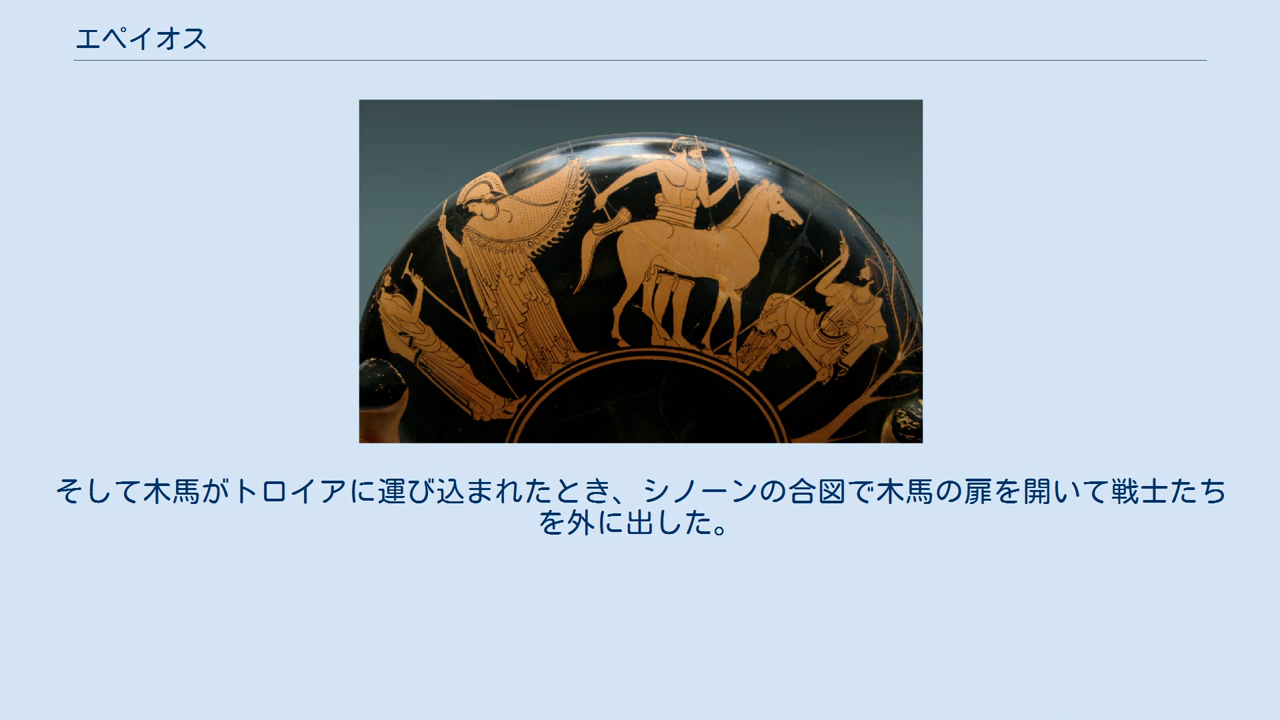 エペイオス
そして木馬がトロイアに運び込まれたとき、シノーンの合図で木馬の扉を開いて戦士たち
を外に出した。